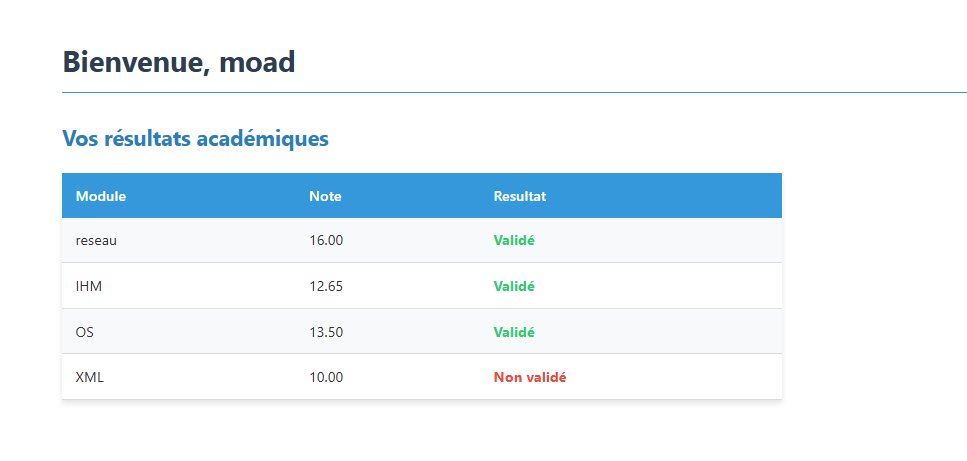 Bienvenue, moad
Vos résultats académiques
Module Note Resultat
reseau 16.00 Validé
IHM 12.65 Validé
OS 13.50 Validé
XML 10.00 Non validé